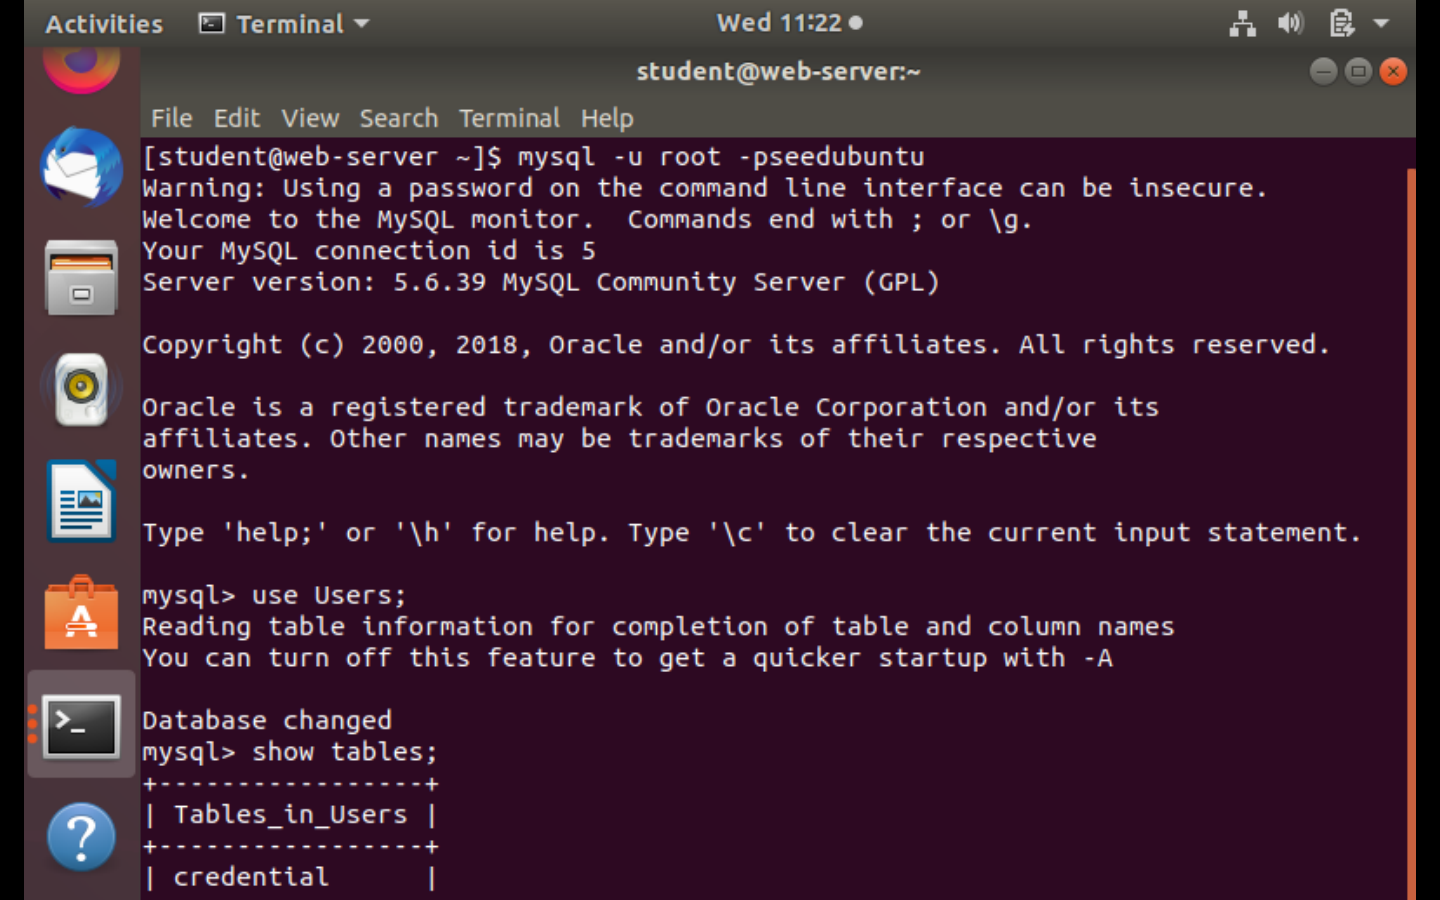 Activities Terminal Wed 11:22
student@web-server:~
File Edit View Search Terminal Help
[student@web-server ~]$ mysql -u root -pseedubuntu
Warning: Using a password on the command line interface can be insecure.
Welcome to the MySQL monitor.  Commands end with ; or \g.
Your MySQL connection id is 5
Server version: 5.6.39 MySQL Community Server (GPL)
Copyright (c) 2000, 2018, Oracle and/or its affiliates. All rights reserved.
Oracle is a registered trademark of Oracle Corporation and/or its
affiliates. Other names may be trademarks of their respective
owners.
Type 'help;' or '\h' for help. Type '\c' to clear the current input statement.
mysql> use Users;
Reading table information for completion of table and column names
You can turn off this feature to get a quicker startup with -A
Database changed
mysql> show tables;
+-----------------+
| Tables_in_Users |
+-----------------+
| credential      |